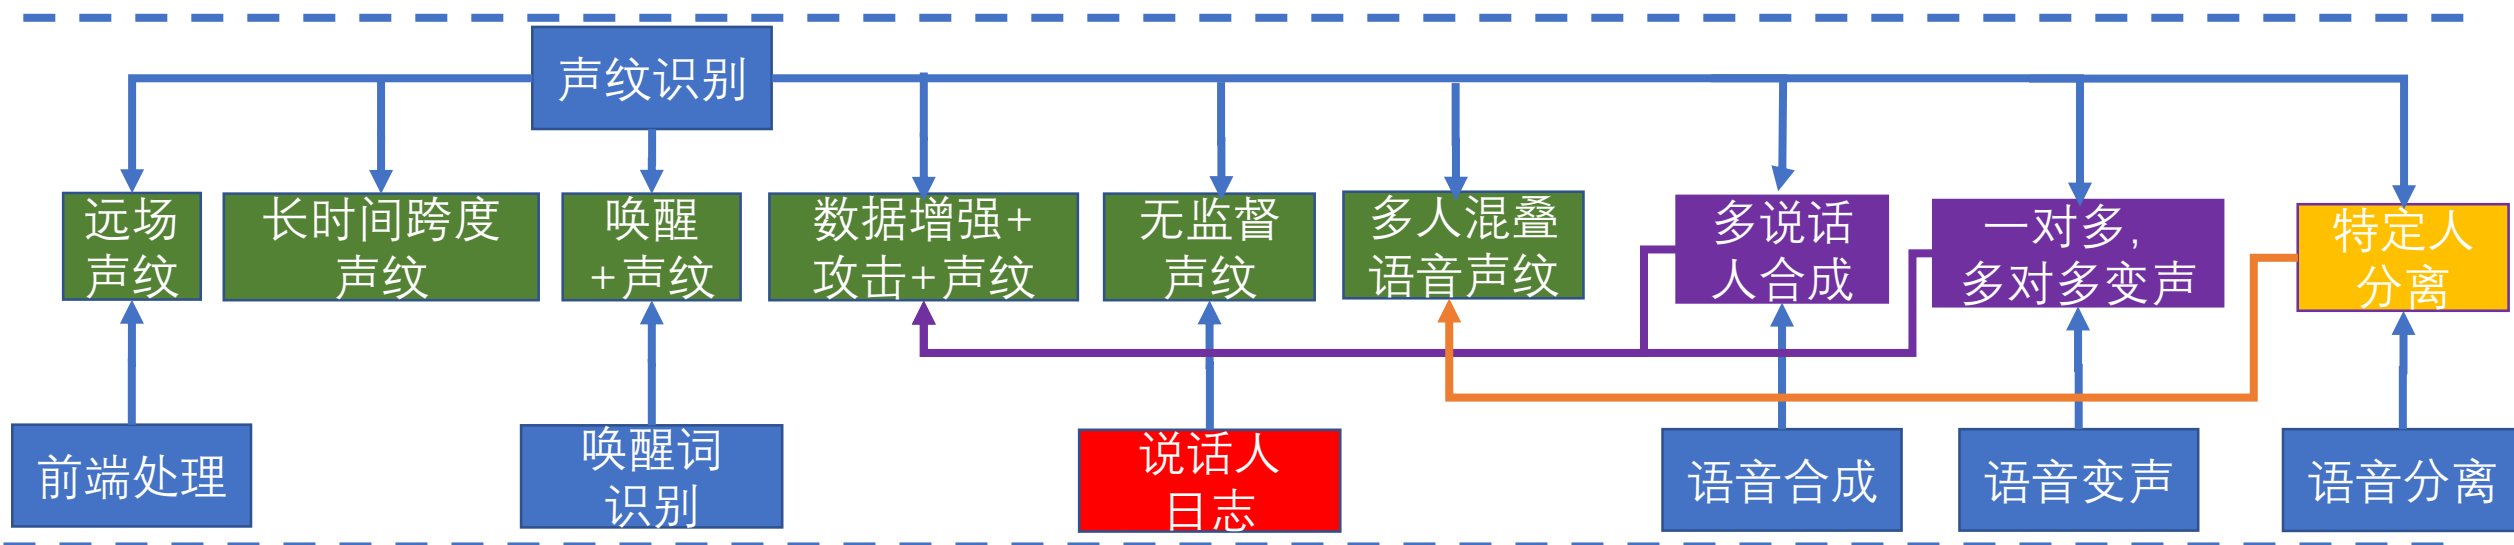 声纹识别
远场
声纹
长时间跨度
声纹
唤醒
+声纹
数据增强+
攻击+声纹
无监督
声纹
多人混叠
语音声纹
多说话
人合成
一对多,
多对多变声
特定人
分离
前端处理
唤醒词
识别
说话人
日志
语音合成
语音变声
语音分离